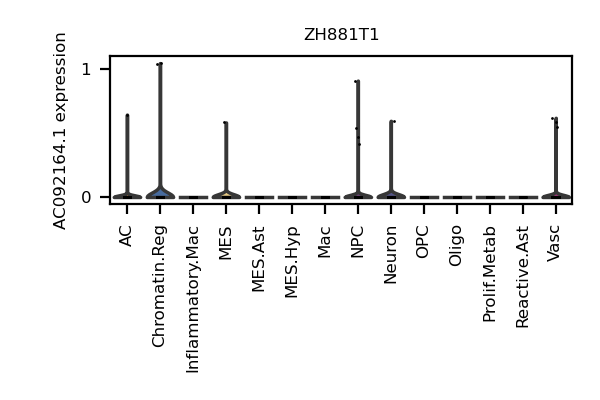 ZH881T1
AC092164.1 expression
1
0
AC
Chromatin.Reg
Inflammatory.Mac
MES
MES.Ast
MES.Hyp
Mac
NPC
Neuron
OPC
Oligo
Prolif.Metab
Reactive.Ast
Vasc